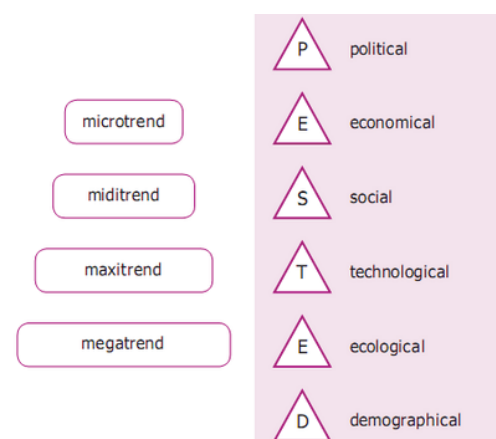 P political
microtrend E economical
miditrend S social
maxitrend T technological
megatrend E ecological
D demographical